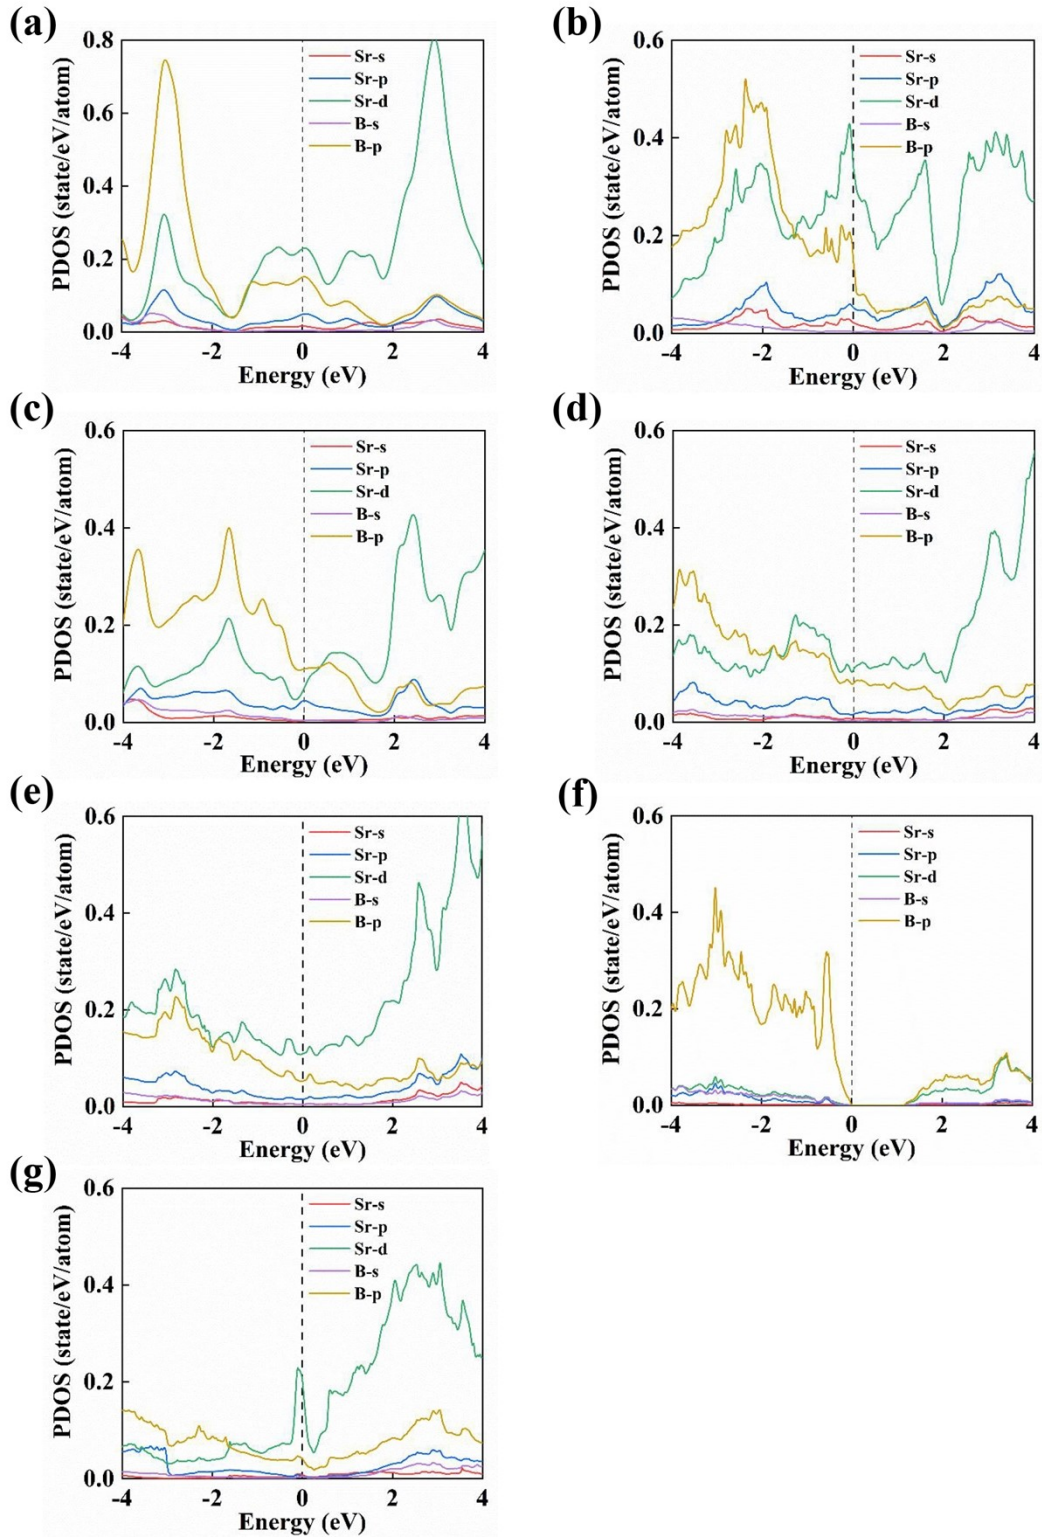 (a)
PDOS (state/eV/atom)
0.8
0.6
0.4
0.2
0.0
Sr-s
Sr-p
Sr-d
B-s
B-p
-4
-2
0
2
4
Energy (eV)
(b)
PDOS (state/eV/atom)
0.6
0.4
0.2
0.0
Sr-s
Sr-p
Sr-d
B-s
B-p
-4
-2
0
2
4
Energy (eV)
(c)
PDOS (state/eV/atom)
0.6
0.4
0.2
0.0
Sr-s
Sr-p
Sr-d
B-s
B-p
-4
-2
0
2
4
Energy (eV)
(d)
PDOS (state/eV/atom)
0.6
0.4
0.2
0.0
Sr-s
Sr-p
Sr-d
B-s
B-p
-4
-2
0
2
4
Energy (eV)
(e)
PDOS (state/eV/atom)
0.6
0.4
0.2
0.0
Sr-s
Sr-p
Sr-d
B-s
B-p
-4
-2
0
2
4
Energy (eV)
(f)
PDOS (state/eV/atom)
0.6
0.4
0.2
0.0
Sr-s
Sr-p
Sr-d
B-s
B-p
-4
-2
0
2
4
Energy (eV)
(g)
PDOS (state/eV/atom)
0.6
0.4
0.2
0.0
Sr-s
Sr-p
Sr-d
B-s
B-p
-4
-2
0
2
4
Energy (eV)